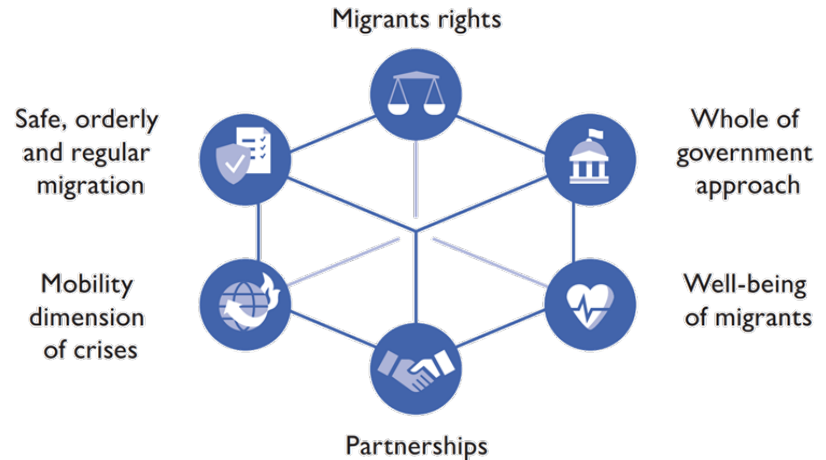 Migrants rights
Safe, orderly
and regular
migration
Whole of
government
approach
Mobility
dimension
of crises
Well-being
of migrants
Partnerships